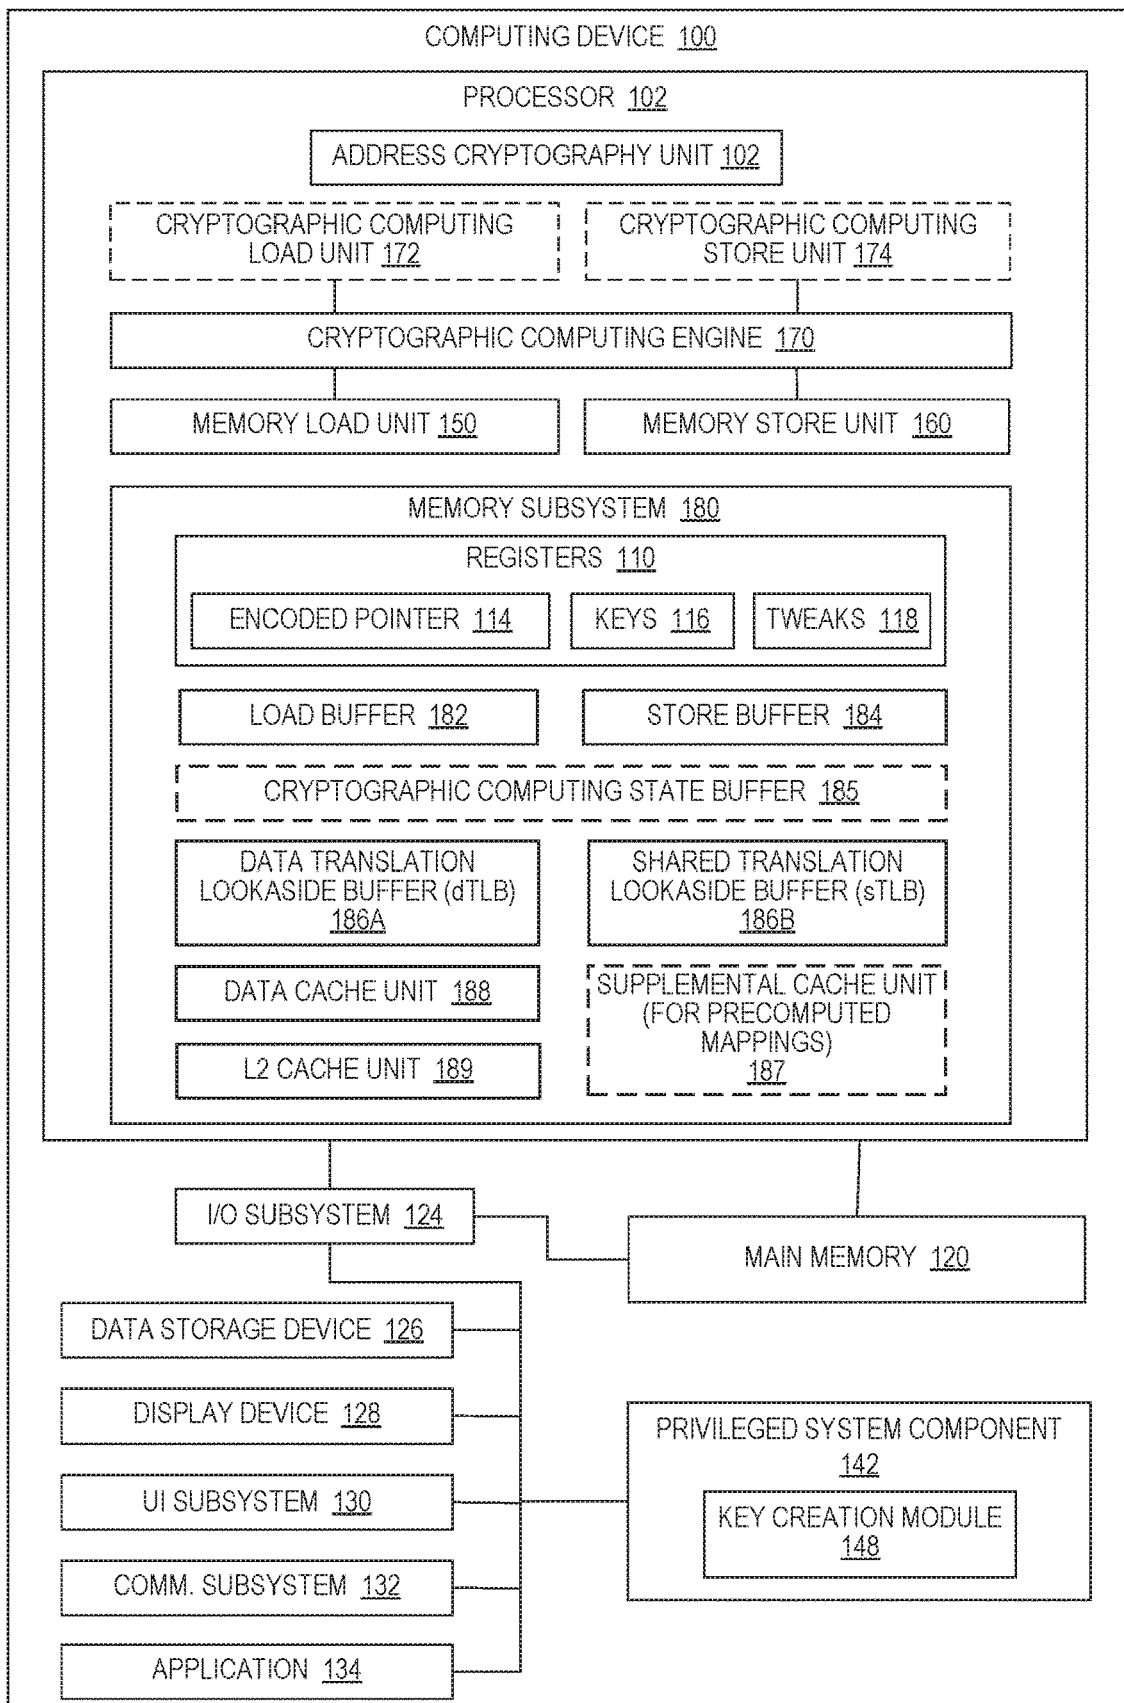 COMPUTING DEVICE 100
PROCESSOR 102
ADDRESS CRYPTOGRAPHY UNIT 102
CRYPTOGRAPHIC COMPUTING
LOAD UNIT 172
CRYPTOGRAPHIC COMPUTING
STORE UNIT 174
CRYPTOGRAPHIC COMPUTING ENGINE 170
MEMORY LOAD UNIT 150
MEMORY STORE UNIT 160
MEMORY SUBSYSTEM 180
REGISTERS 110
ENCODED POINTER 114
KEYS 116
TWEAKS 118
LOAD BUFFER 182
STORE BUFFER 184
CRYPTOGRAPHIC COMPUTING STATE BUFFER 185
DATA TRANSLATION
LOOKASIDE BUFFER (dTLB)
186A
SHARED TRANSLATION
LOOKASIDE BUFFER (sTLB)
186B
DATA CACHE UNIT 188
L2 CACHE UNIT 189
SUPPLEMENTAL CACHE UNIT
(FOR PRECOMPUTED
MAPPINGS)
187
I/O SUBSYSTEM 124
MAIN MEMORY 120
DATA STORAGE DEVICE 126
DISPLAY DEVICE 128
UI SUBSYSTEM 130
COMM. SUBSYSTEM 132
APPLICATION 134
PRIVILEGED SYSTEM COMPONENT
142
KEY CREATION MODULE
148